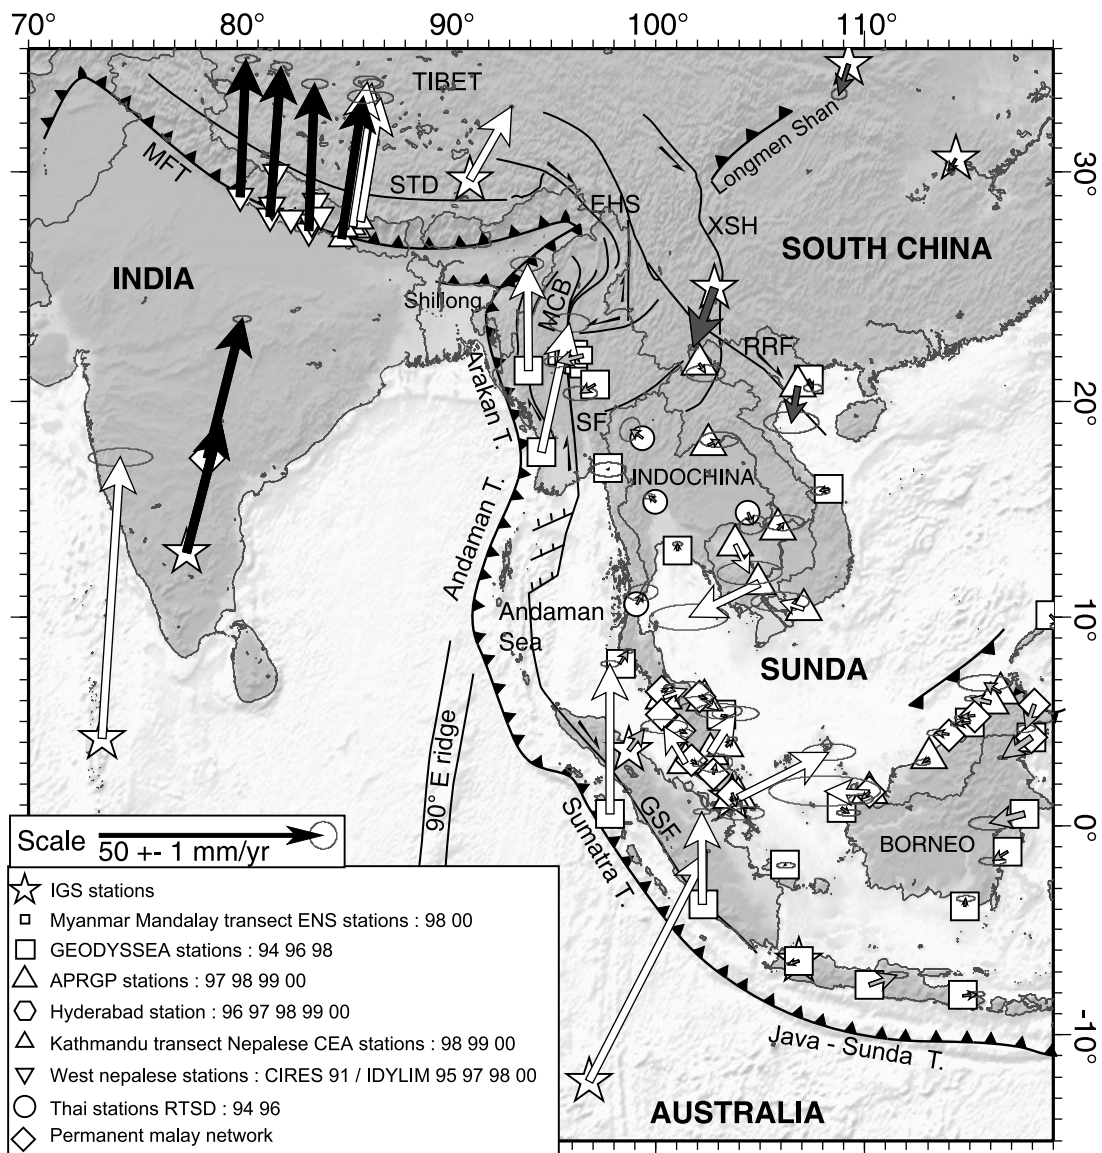 70° 80° 90° 100° 110°
TIBET
Longmen Shan
MFT
STD
EHS
30°
XSH
SOUTH CHINA
INDIA
Shillong
MCB
RRF
Arakan T.
20°
SF
INDOCHINA
Andaman T.
Andaman
Sea
10°
SUNDA
90° E ridge
GSF
Sumatra T.
0°
BORNEO
Scale
50 +- 1 mm/yr
IGS stations
Myanmar Mandalay transect ENS stations : 98 00
GEODYSSEA stations : 94 96 98
APRGP stations : 97 98 99 00
Hyderabad station : 96 97 98 99 00
Kathmandu transect Nepalese CEA stations : 98 99 00
West nepalese stations : CIRES 91 / IDYLIM 95 97 98 00
Thai stations RTSD : 94 96
Permanent malay network
-10°
Java - Sunda T.
AUSTRALIA